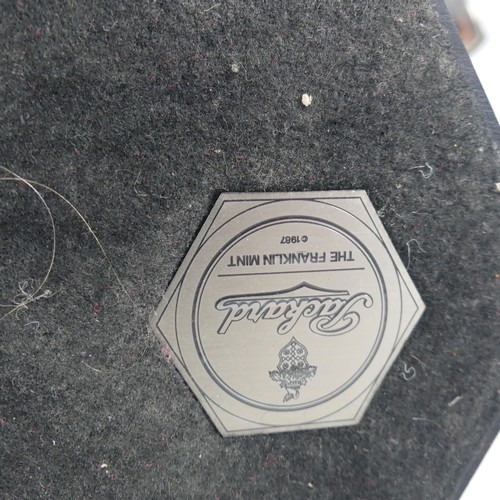 Packard
THE FRANKLIN MINT
©1987